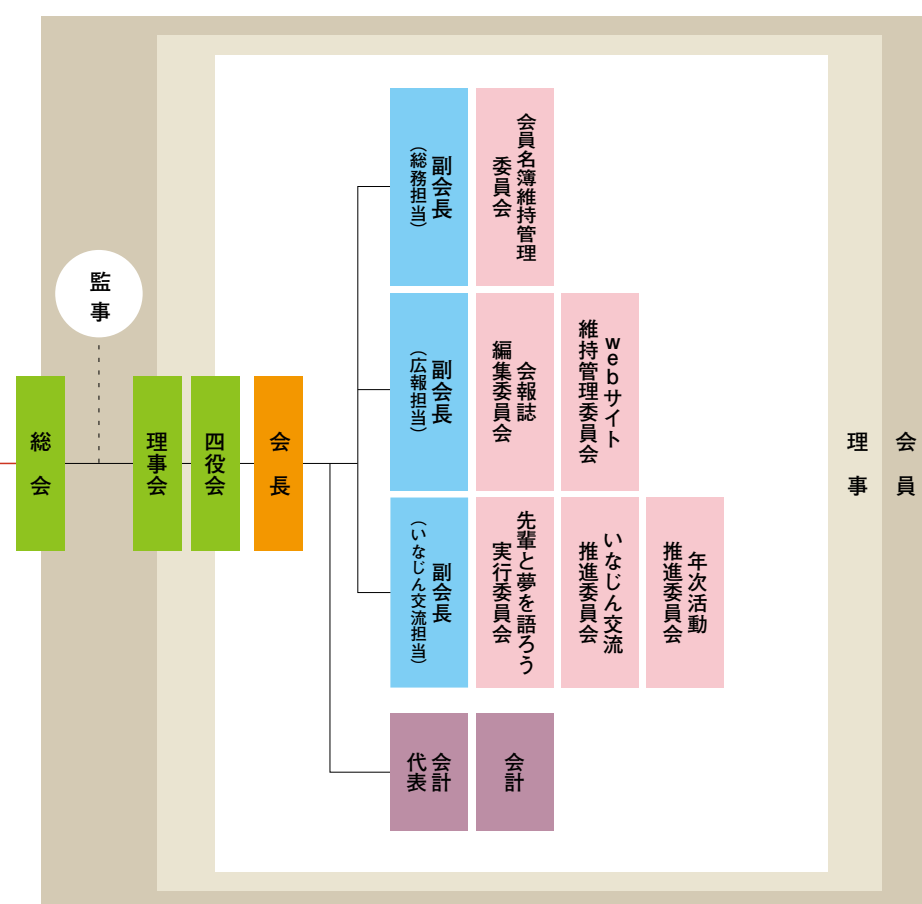 総会
監事
理事会
四役会
会長
副会長
（総務担当）
会員名簿維持管理
委員会
副会長
（広報担当）
会報誌
編集委員会
webサイト
維持管理委員会
副会長
（いなじん交流担当）
先輩と夢を語ろう
実行委員会
いなじん交流
推進委員会
年次活動
推進委員会
会計
代表
会計
理事
会員